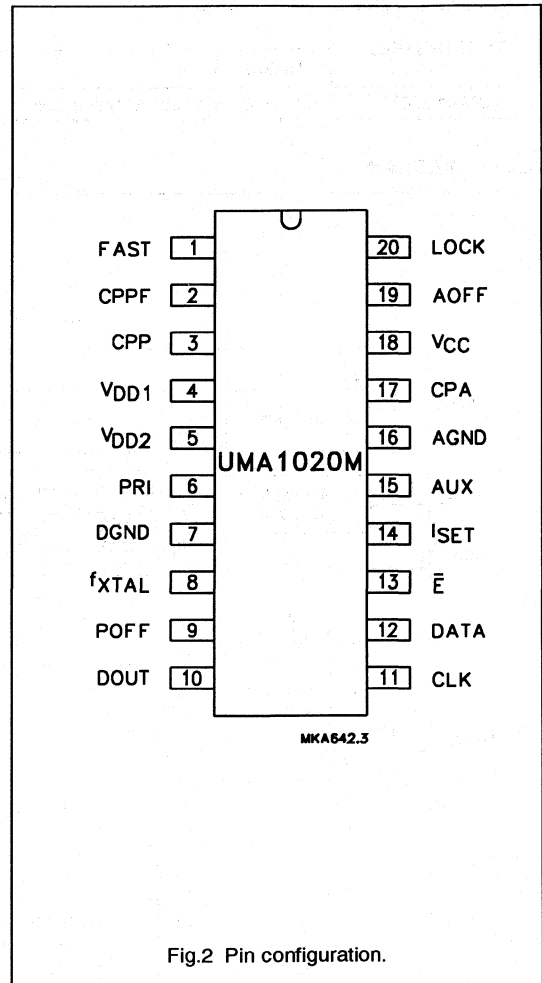 FAST 1 20 LOCK
CPPF 2 19 AOFF
CPP 3 18 VCC
VDD1 4 17 CPA
VDD2 5 16 AGND
UMA1020M
PRI 6 15 AUX
DGND 7 14 ISET
fXTAL 8 13 E̅
POFF 9 12 DATA
DOUT 10 11 CLK
MKA642.3
Fig.2 Pin configuration.